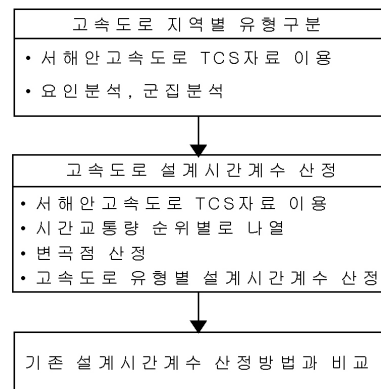 고속도로 지역별 유형구분
• 서해안고속도로 TCS자료 이용
• 요인분석, 군집분석
고속도로 설계시간계수 산정
• 서해안고속도로 TCS자료 이용
• 시간교통량 순위별로 나열
• 변곡점 산정
• 고속도로 유형별 설계시간계수 산정
기존 설계시간계수 산정방법과 비교